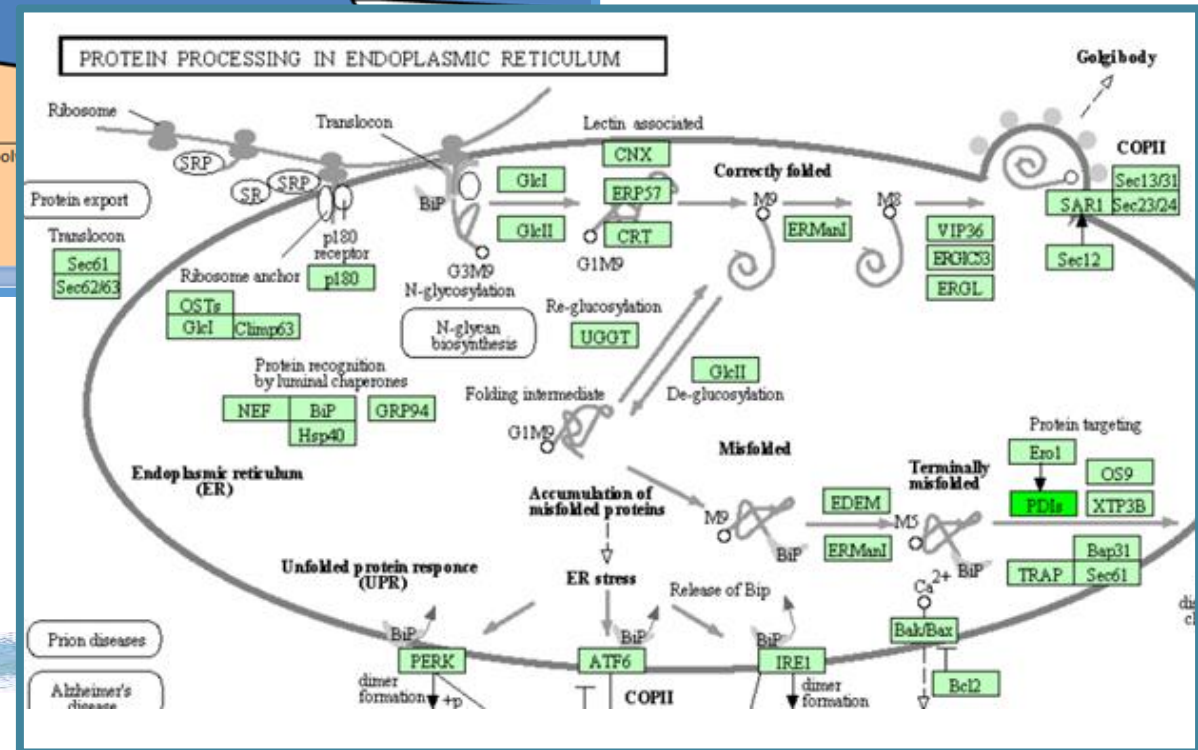 PROTEIN PROCESSING IN ENDOPLASMIC RETICULUM
Golgibody
Ribosome
Translocon
Lectin associated
COPII
SRP
CNX
Correctly folded
GlcI
ERP57
Sec13/31
SR
SRP
BiP
M9
M8
SAR1
Sec23/24
Protein export
GlcII
CRT
ERManI
VIP36
Translocon
p180
receptor
G1M9
ERGIC53
Sec12
Sec61
Ribosome anchor
p180
G3M9
ERGL
Sec62/63
N-glycosylation
OSTs
Re-glucosylation
GlcI
Climp63
N-glycan
biosynthesis
UGGT
Protein recognition
by luminal chaperones
GlcII
Folding intermediate
De-glucosylation
NEF
BiP
GRP94
Hsp40
G1M9
Protein targeting
Misfolded
Ero1
Endoplasmic reticulum
(ER)
Terminally
misfolded
OS9
Accumulation of
misfolded proteins
EDEM
PDIs
XTP3B
M9
M5
BiP
ERManI
Bap31
Unfolded protein responce
(UPR)
ER stress
BiP
TRAP
Sec61
Release of Bip
Ca2+
Prion diseases
BiP
BiP
BiP
Bak/Bax
PERK
ATF6
IRE1
Alzheimer's
disease
dimer
formation
+p
COPII
dimer
formation
Bcl2